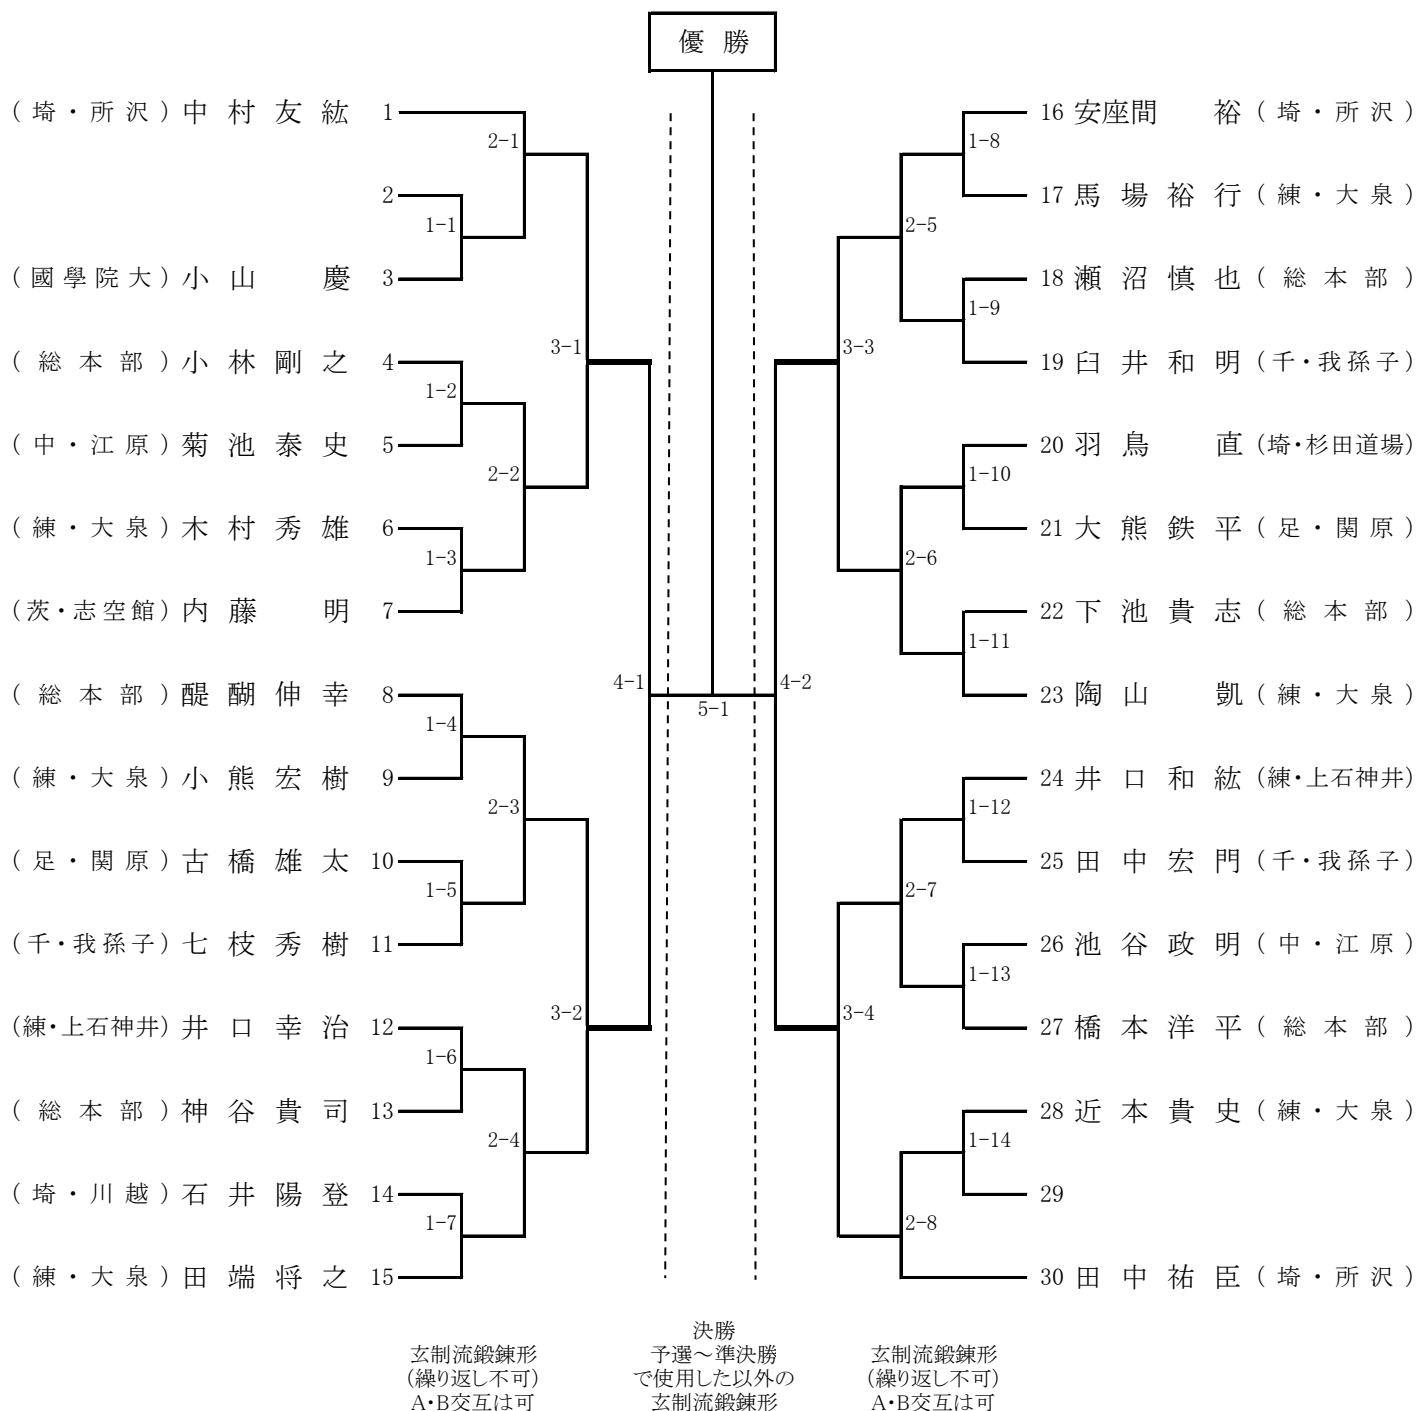 優勝
(埼・所沢) 中村友紘 1
2-1
2
1-1
(國學院大) 小山 慶 3
3-1
(総本部) 小林剛之 4
1-2
(中・江原) 菊池泰史 5
2-2
(練・大泉) 木村秀雄 6
1-3
(茨・志空館) 内藤 明 7
4-1
(総本部) 醍醐伸幸 8
1-4
(練・大泉) 小熊宏樹 9
2-3
(足・関原) 古橋雄太 10
1-5
(千・我孫子) 七枝秀樹 11
3-2
(練・上石神井) 井口幸治 12
1-6
(総本部) 神谷貴司 13
2-4
(埼・川越) 石井陽登 14
1-7
(練・大泉) 田端将之 15
5-1
16 安座間 裕 (埼・所沢)
1-8
17 馬場裕行 (練・大泉)
2-5
18 瀬沼慎也 (総本部)
1-9
3-3
19 臼井和明 (千・我孫子)
20 羽鳥 直 (埼・杉田道場)
1-10
21 大熊鉄平 (足・関原)
2-6
22 下池貴志 (総本部)
1-11
4-2
23 陶山 凱 (練・大泉)
24 井口和紘 (練・上石神井)
1-12
25 田中宏門 (千・我孫子)
2-7
26 池谷政明 (中・江原)
1-13
3-4
27 橋本洋平 (総本部)
28 近本貴史 (練・大泉)
1-14
29
2-8
30 田中祐臣 (埼・所沢)
玄制流鍛錬形
(繰り返し不可)
A・B交互は可
決勝
予選～準決勝
で使用した以外の
玄制流鍛錬形
玄制流鍛錬形
(繰り返し不可)
A・B交互は可